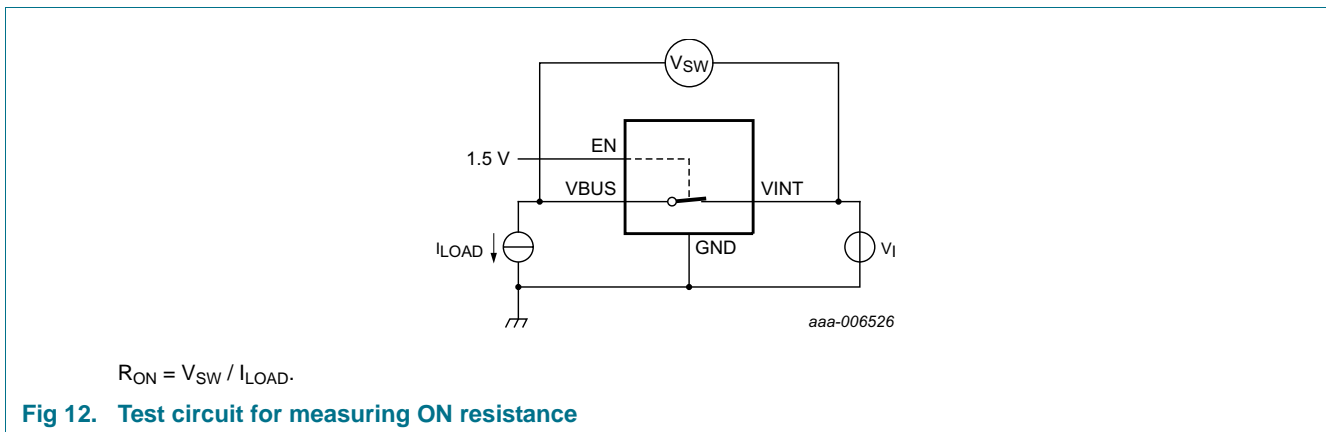 VSW
EN
1.5 V
VBUS
VINT
ILOAD
GND
VI
aaa-006526
RON = VSW / ILOAD.
Fig 12. Test circuit for measuring ON resistance